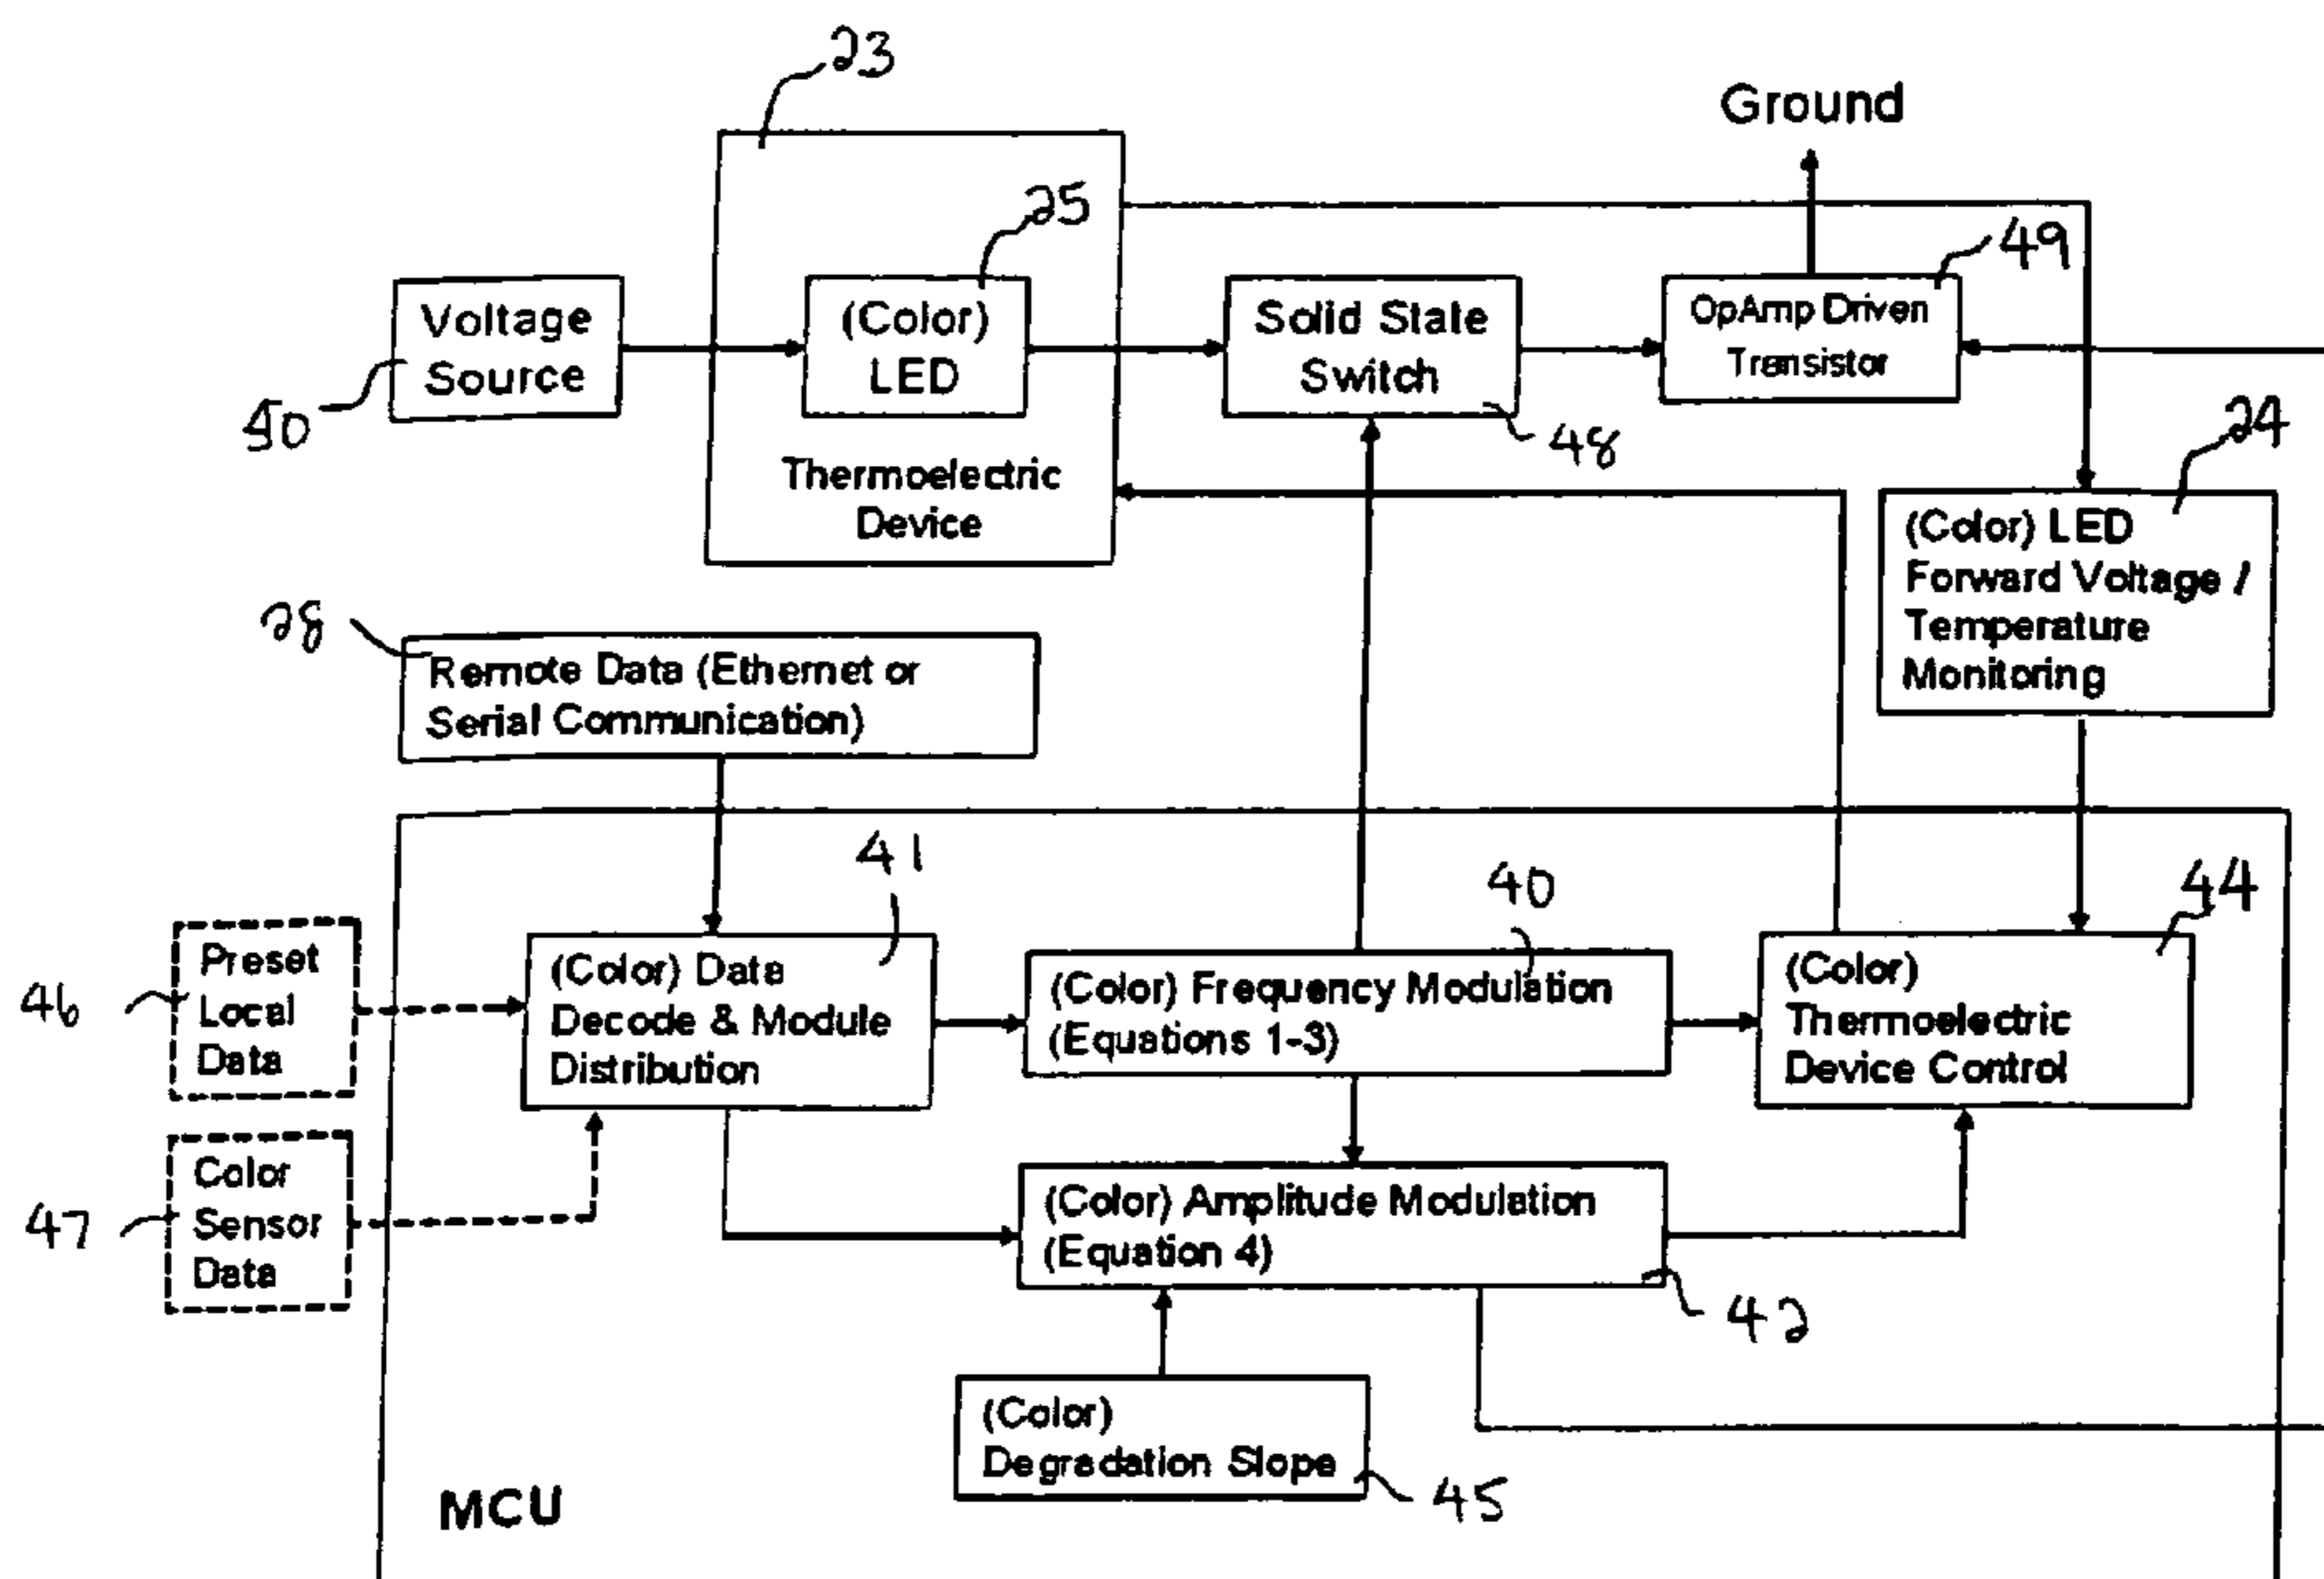 23
Ground
25
49
Voltage
Source
(Color)
LED
Solid State
Switch
OpAmp Driven
Transistor
50
48
24
Thermoelectric
Device
(Color) LED
Forward Voltage /
Temperature
Monitoring
28
Remote Data (Ethernet or
Serial Communication)
41
40
44
46
Preset
Local
Data
(Color) Data
Decode & Module
Distribution
(Color) Frequency Modulation
(Equations 1-3)
(Color)
Thermoelectric
Device Control
47
Color
Sensor
Data
(Color) Amplitude Modulation
(Equation 4)
42
(Color)
Degradation Slope
45
MCU